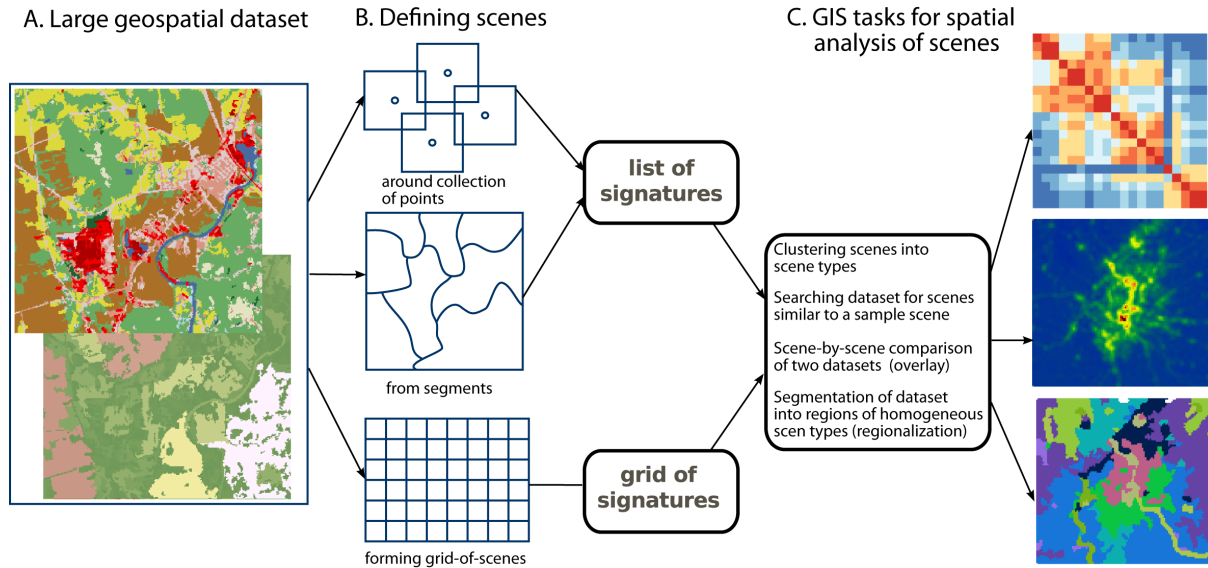 A. Large geospatial dataset
B. Defining scenes
around collection
of points
from segments
forming grid-of-scenes
list of
signatures
grid of
signatures
C. GIS tasks for spatial
analysis of scenes
Clustering scenes into
scene types
Searching dataset for scenes
similar to a sample scene
Scene-by-scene comparison
of two datasets (overlay)
Segmentation of dataset
into regions of homogeneous
scen types (regionalization)